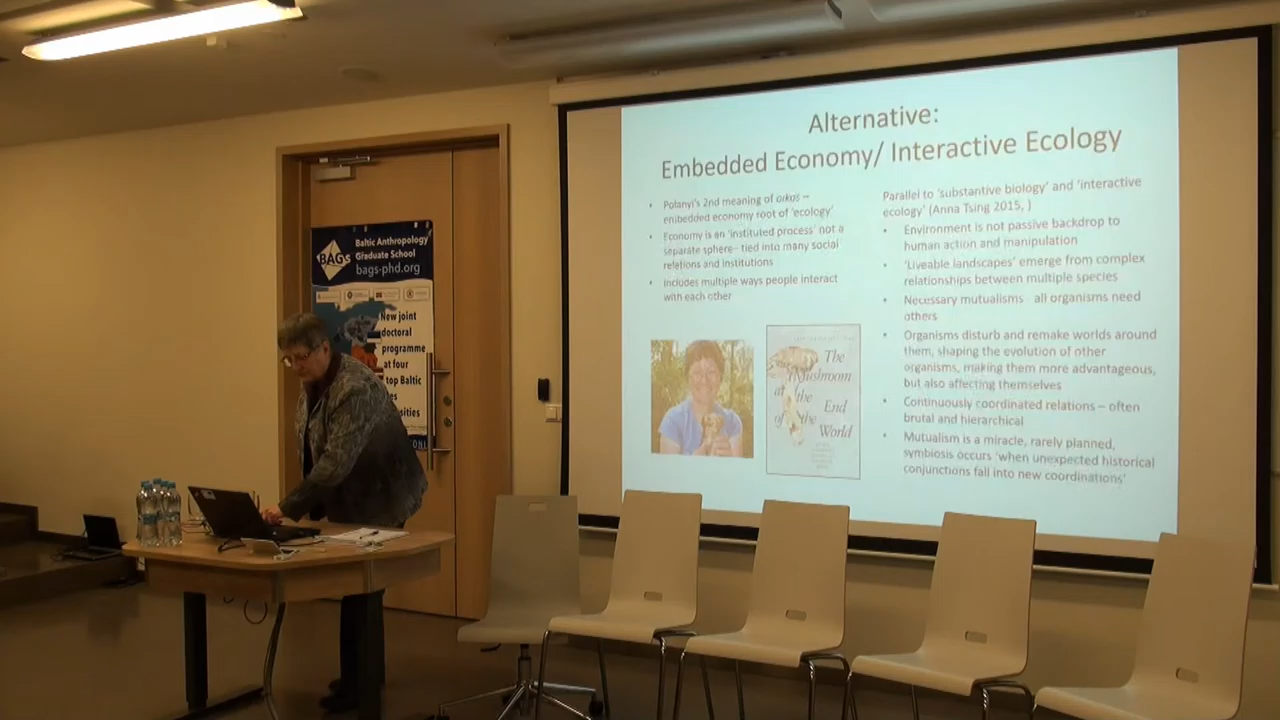 Alternative:
Embedded Economy/ Interactive Ecology
• Polanyi's 2nd meaning of oikos –
embedded economy root of 'ecology'
• Economy is an 'instituted process' not a
separate sphere– tied into many social
relations and institutions
• Includes multiple ways people interact
with each other
Parallel to 'substantive biology' and 'interactive
ecology' (Anna Tsing 2015, )
• Environment is not passive backdrop to
human action and manipulation
• 'Liveable landscapes' emerge from complex
relationships between multiple species
• Necessary mutualisms all organisms need
others
• Organisms disturb and remake worlds around
them, shaping the evolution of other
organisms, making them more advantageous,
but also affecting themselves
• Continuously coordinated relations – often
brutal and hierarchical
• Mutualism is a miracle, rarely planned,
symbiosis occurs 'when unexpected historical
conjunctions fall into new coordinations'
The
Mushroom
at the
End
of the
World
BAGs
Baltic Anthropology
Graduate School
bags-phd.org
New joint
doctoral
programme
at four
top Baltic